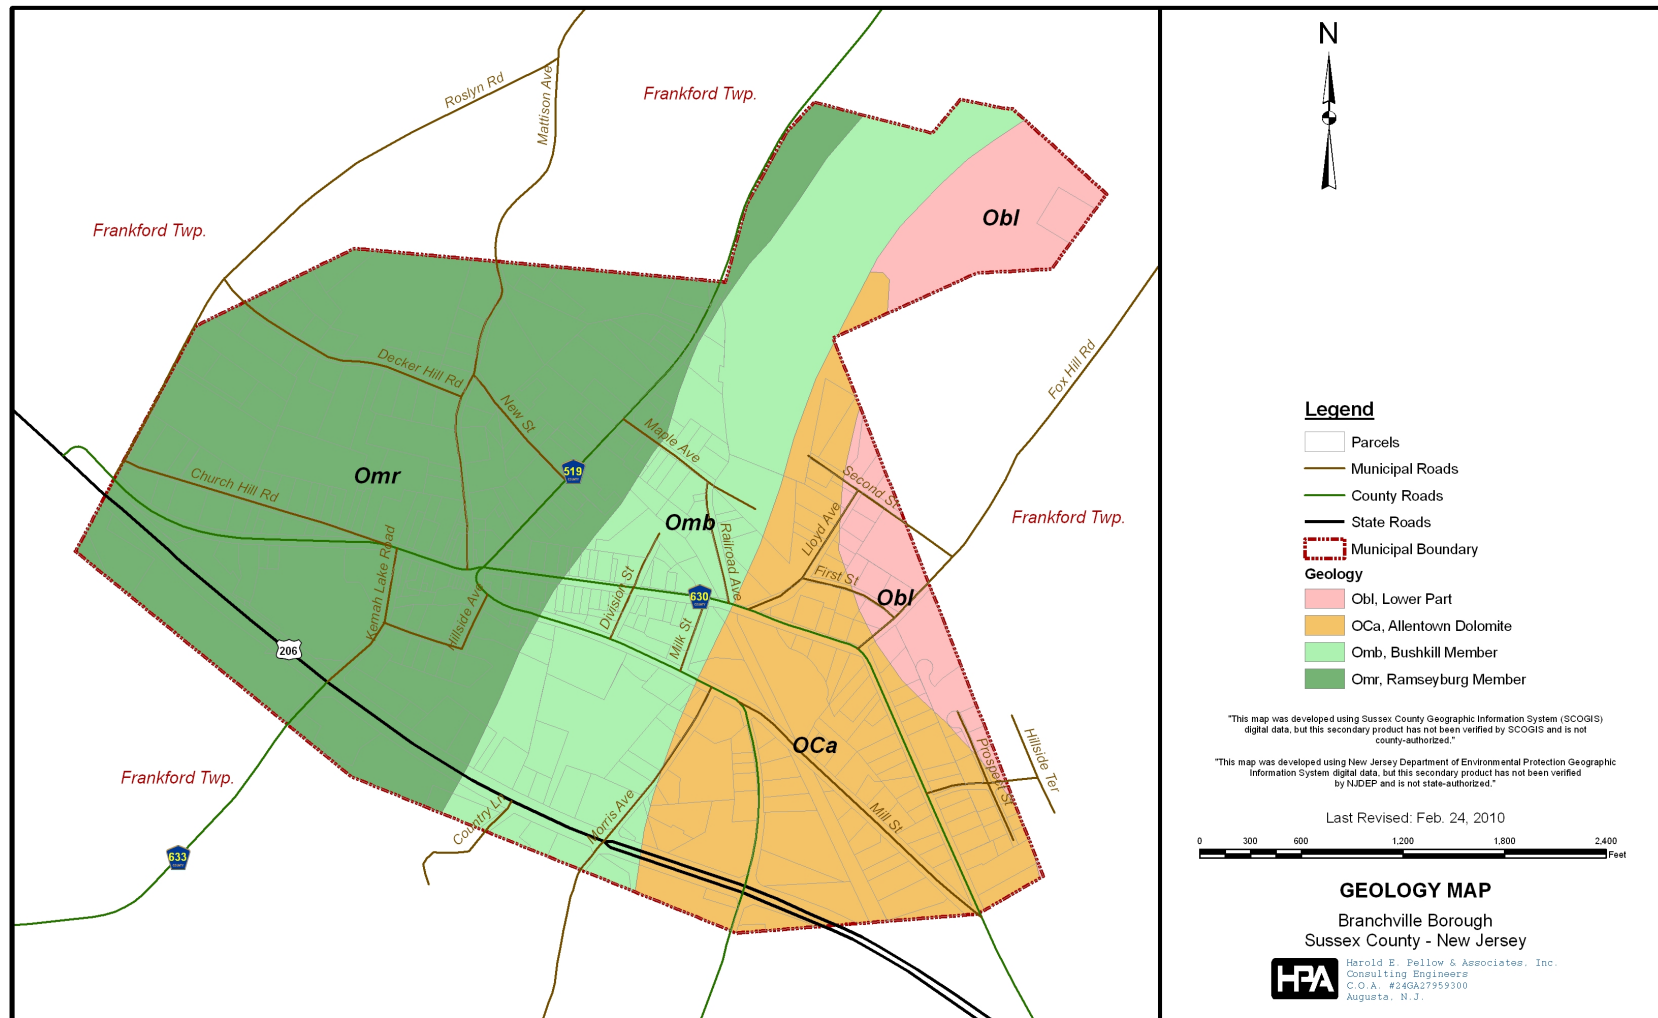 Frankford Twp.
Roslyn Rd
Mattison Ave
Frankford Twp.
Obl
Decker Hill Rd
New St
Maple Ave
Fox Hill Rd
Church Hill Rd
Omr
519
COUNTY
Second St
Omb
Railroad Ave
Lloyd Ave
Frankford Twp.
Kemah Lake Road
Hillside Ave
Division St
630
COUNTY
Milk St
First St
Obl
206
Frankford Twp.
OCa
Prospect St
Hillside Ter
Country Ln
Morris Ave
Mill St
633
COUNTY
N
Legend
Parcels
Municipal Roads
County Roads
State Roads
Municipal Boundary
Geology
Obl, Lower Part
OCa, Allentown Dolomite
Omb, Bushkill Member
Omr, Ramseyburg Member
"This map was developed using Sussex County Geographic Information System (SCOGIS)
digital data, but this secondary product has not been verified by SCOGIS and is not
county-authorized."
"This map was developed using New Jersey Department of Environmental Protection Geographic
Information System digital data, but this secondary product has not been verified
by NJDEP and is not state-authorized."
Last Revised: Feb. 24, 2010
0 300 600 1,200 1,800 2,400
Feet
GEOLOGY MAP
Branchville Borough
Sussex County - New Jersey
HPA
Harold E. Pellow & Associates, Inc.
Consulting Engineers
C.O.A. #24GA27959300
Augusta, N.J.